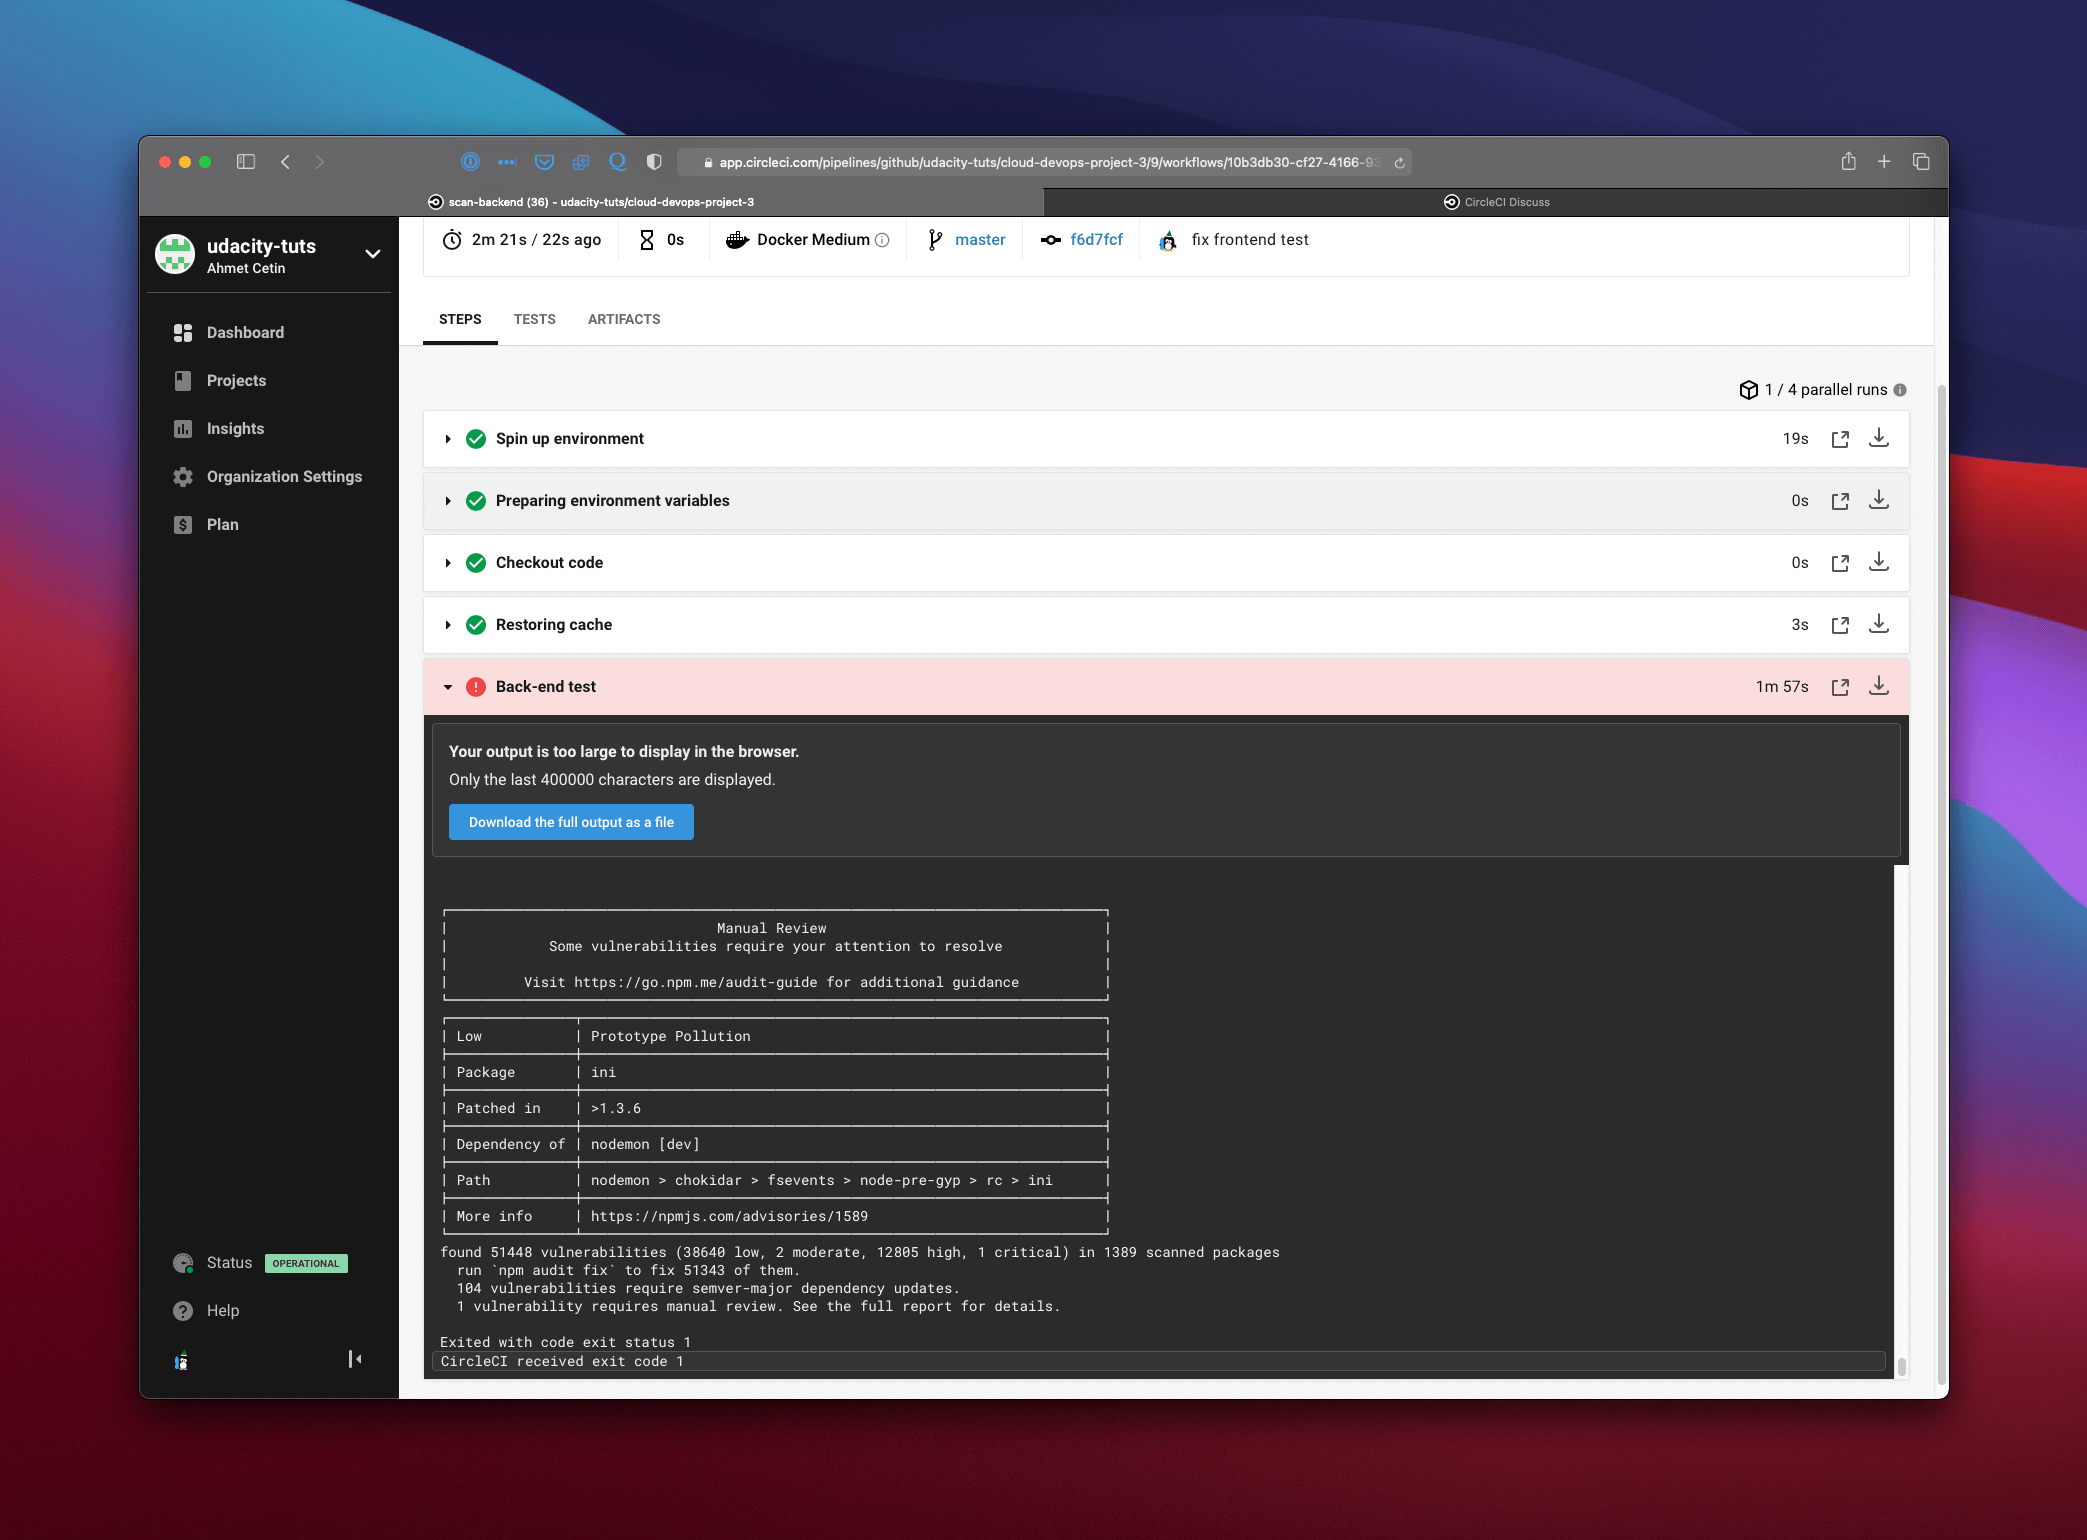 app.circleci.com/pipelines/github/udacity-tuts/cloud-devops-project-3/9/workflows/10b3db30-cf27-4166-93
scan-backend (36) - udacity-tuts/cloud-devops-project-3
CircleCI Discuss
udacity-tuts
Ahmet Cetin
Dashboard
Projects
Insights
Organization Settings
Plan
Status OPERATIONAL
Help
2m 21s / 22s ago 0s Docker Medium master f6d7fcf fix frontend test
STEPS TESTS ARTIFACTS
1 / 4 parallel runs
Spin up environment 19s
Preparing environment variables 0s
Checkout code 0s
Restoring cache 3s
Back-end test 1m 57s
Your output is too large to display in the browser.
Only the last 400000 characters are displayed.
Download the full output as a file
Manual Review
Some vulnerabilities require your attention to resolve
Visit https://go.npm.me/audit-guide for additional guidance
Low Prototype Pollution
Package ini
Patched in >1.3.6
Dependency of nodemon [dev]
Path nodemon > chokidar > fsevents > node-pre-gyp > rc > ini
More info https://npmjs.com/advisories/1589
found 51448 vulnerabilities (38640 low, 2 moderate, 12805 high, 1 critical) in 1389 scanned packages
run `npm audit fix` to fix 51343 of them.
104 vulnerabilities require semver-major dependency updates.
1 vulnerability requires manual review. See the full report for details.
Exited with code exit status 1
CircleCI received exit code 1